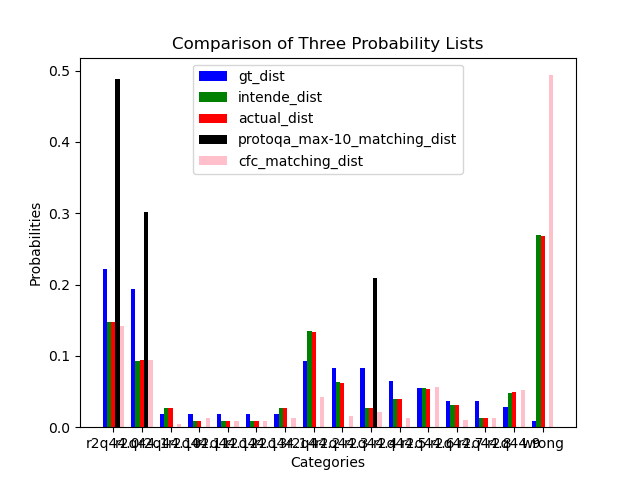 Comparison of Three Probability Lists
gt_dist
intende_dist
actual_dist
protoqa_max-10_matching_dist
cfc_matching_dist
Probabilities
0.5
0.4
0.3
0.2
0.1
0.0
wrong
Categories